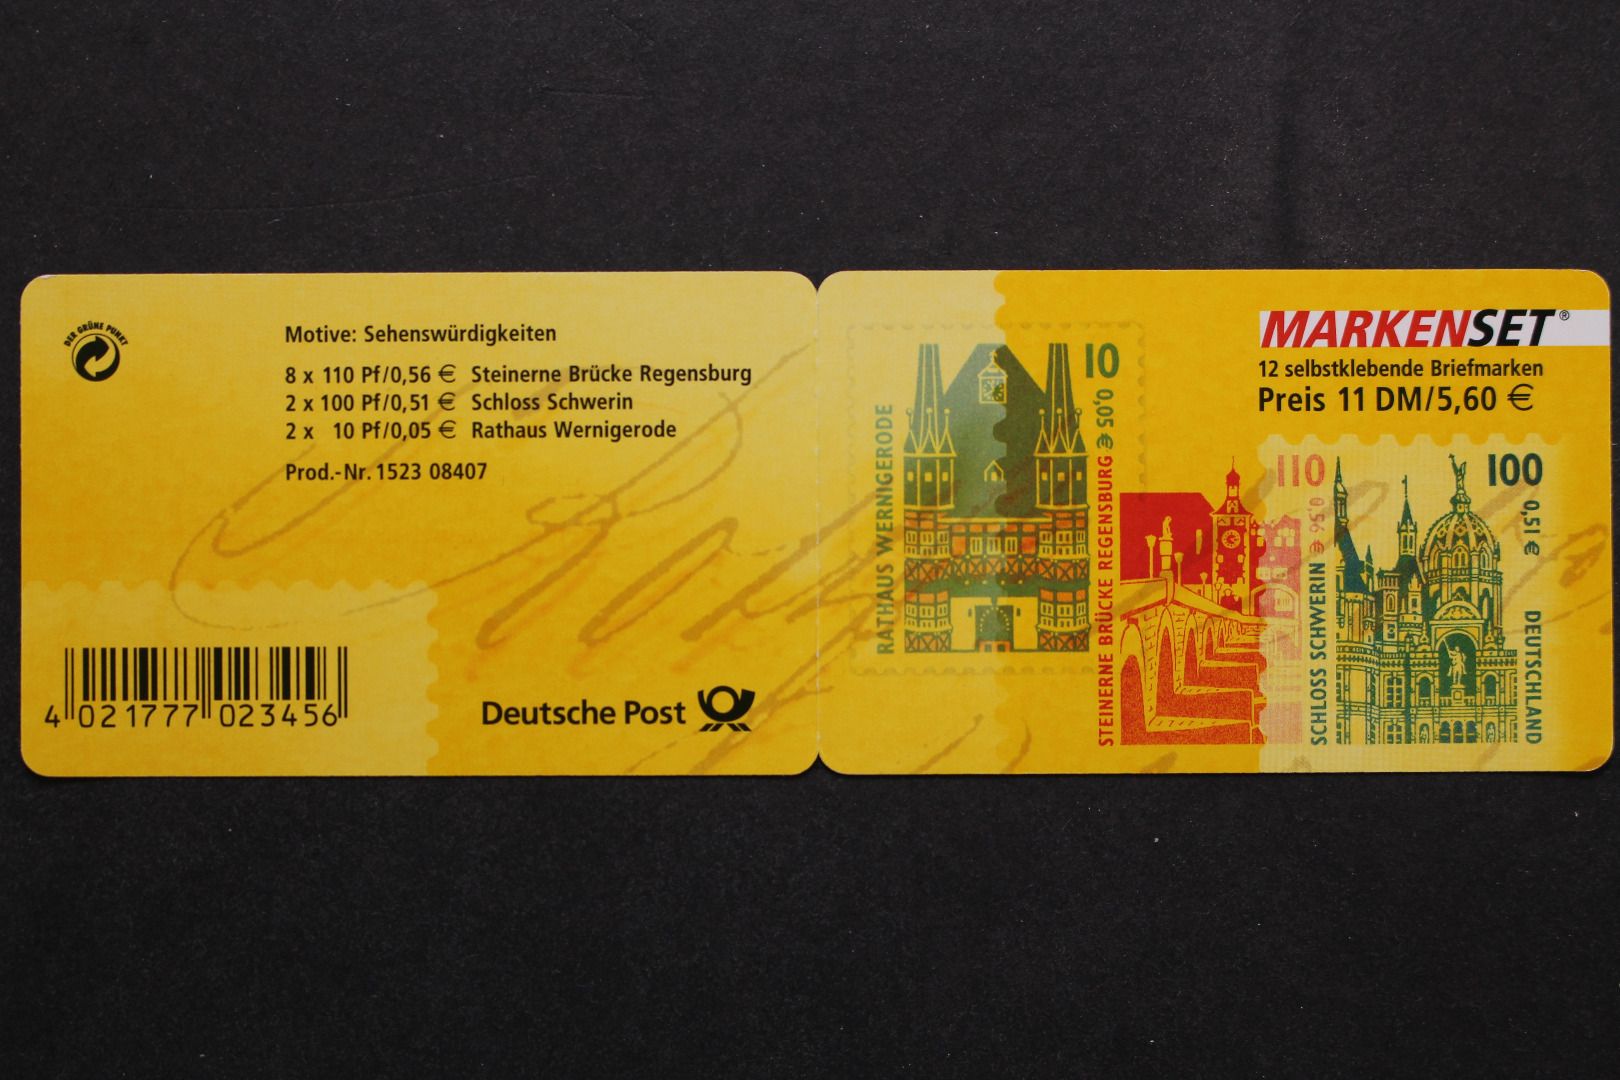 DER GRÜNE PUNKT
Motive: Sehenswürdigkeiten
8 x 110 Pf/0,56 € Steinerne Brücke Regensburg
2 x 100 Pf/0,51 € Schloss Schwerin
2 x 10 Pf/0,05 € Rathaus Wernigerode
Prod.-Nr. 1523 08407
4 021777 023456
Deutsche Post
MARKENSET®
12 selbstklebende Briefmarken
Preis 11 DM/5,60 €
RATHAUS WERNIGERODE
10
0,05 €
STEINERNE BRÜCKE REGENSBURG
110
0,56 €
SCHLOSS SCHWERIN
100
0,51 €
DEUTSCHLAND